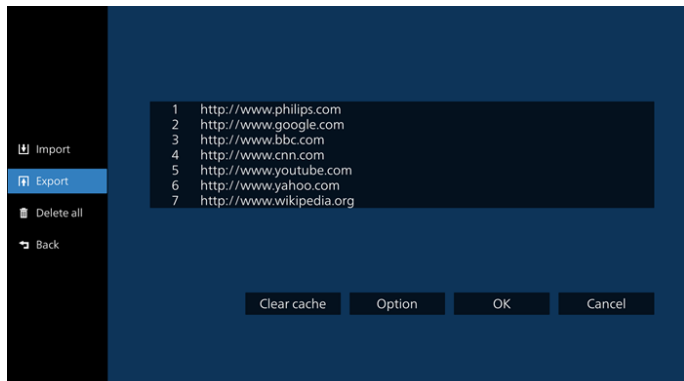 Import
Export
Delete all
Back
1 http://www.philips.com
2 http://www.google.com
3 http://www.bbc.com
4 http://www.cnn.com
5 http://www.youtube.com
6 http://www.yahoo.com
7 http://www.wikipedia.org
Clear cache Option OK Cancel